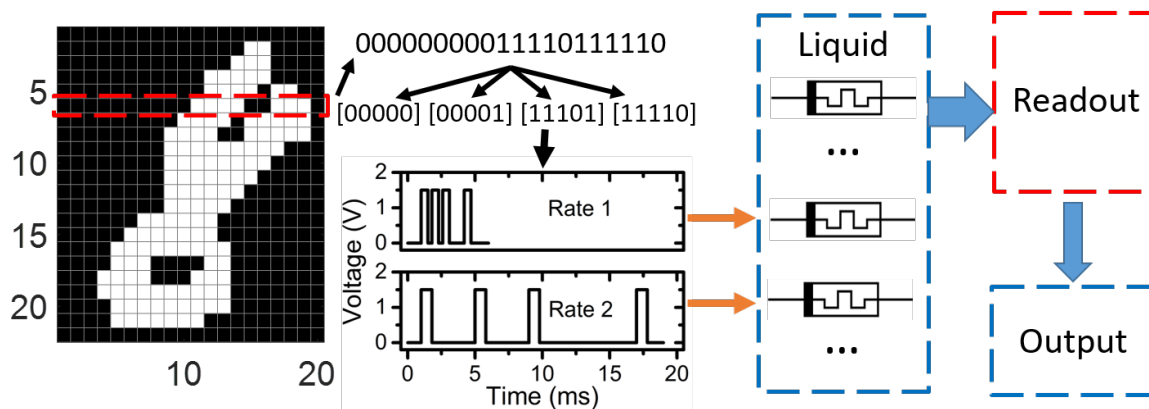 00000000011110111110
[00000] [00001] [11101] [11110]
5
10
15
20
10
20
Voltage (V)
2
1
0
Rate 1
2
1
0
Rate 2
0
5
10
15
20
Time (ms)
Liquid
...
...
Readout
Output